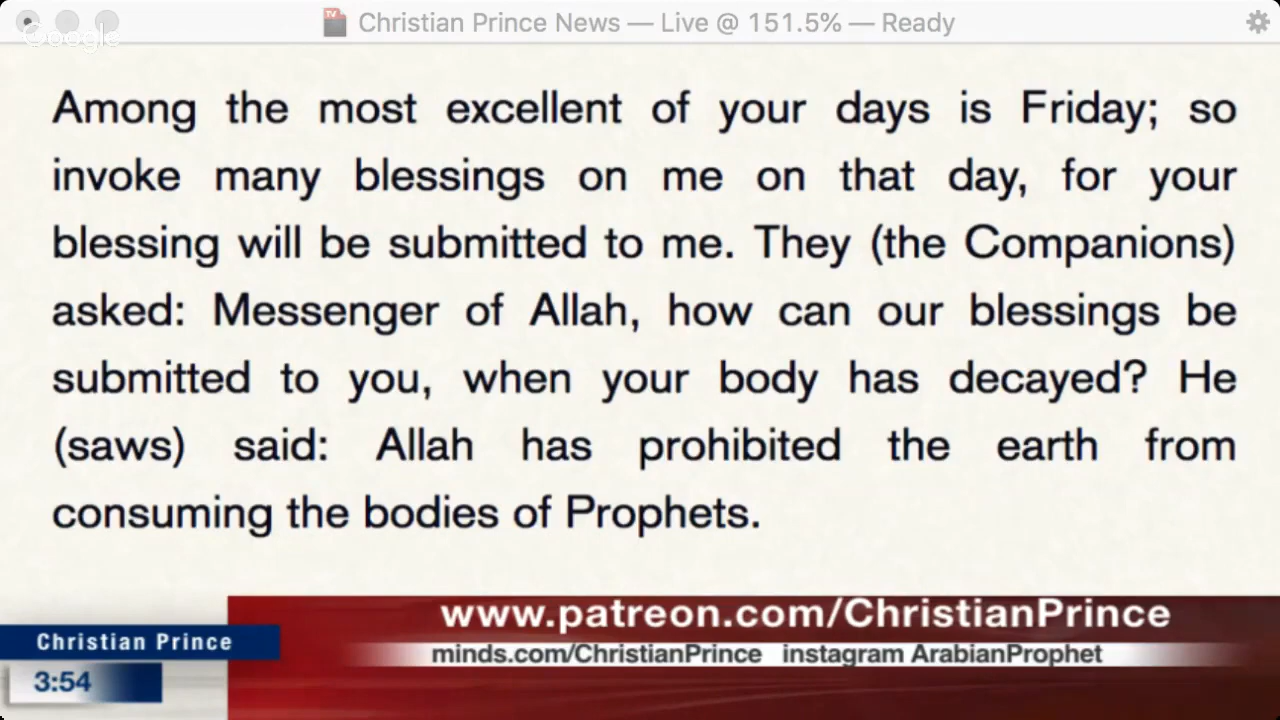 Christian Prince News — Live @ 151.5% — Ready
Google
TV
Among the most excellent of your days is Friday; so
invoke many blessings on me on that day, for your
blessing will be submitted to me. They (the Companions)
asked: Messenger of Allah, how can our blessings be
submitted to you, when your body has decayed? He
(saws) said: Allah has prohibited the earth from
consuming the bodies of Prophets.
www.patreon.com/ChristianPrince
Christian Prince
minds.com/ChristianPrince instagram ArabianProphet
3:54